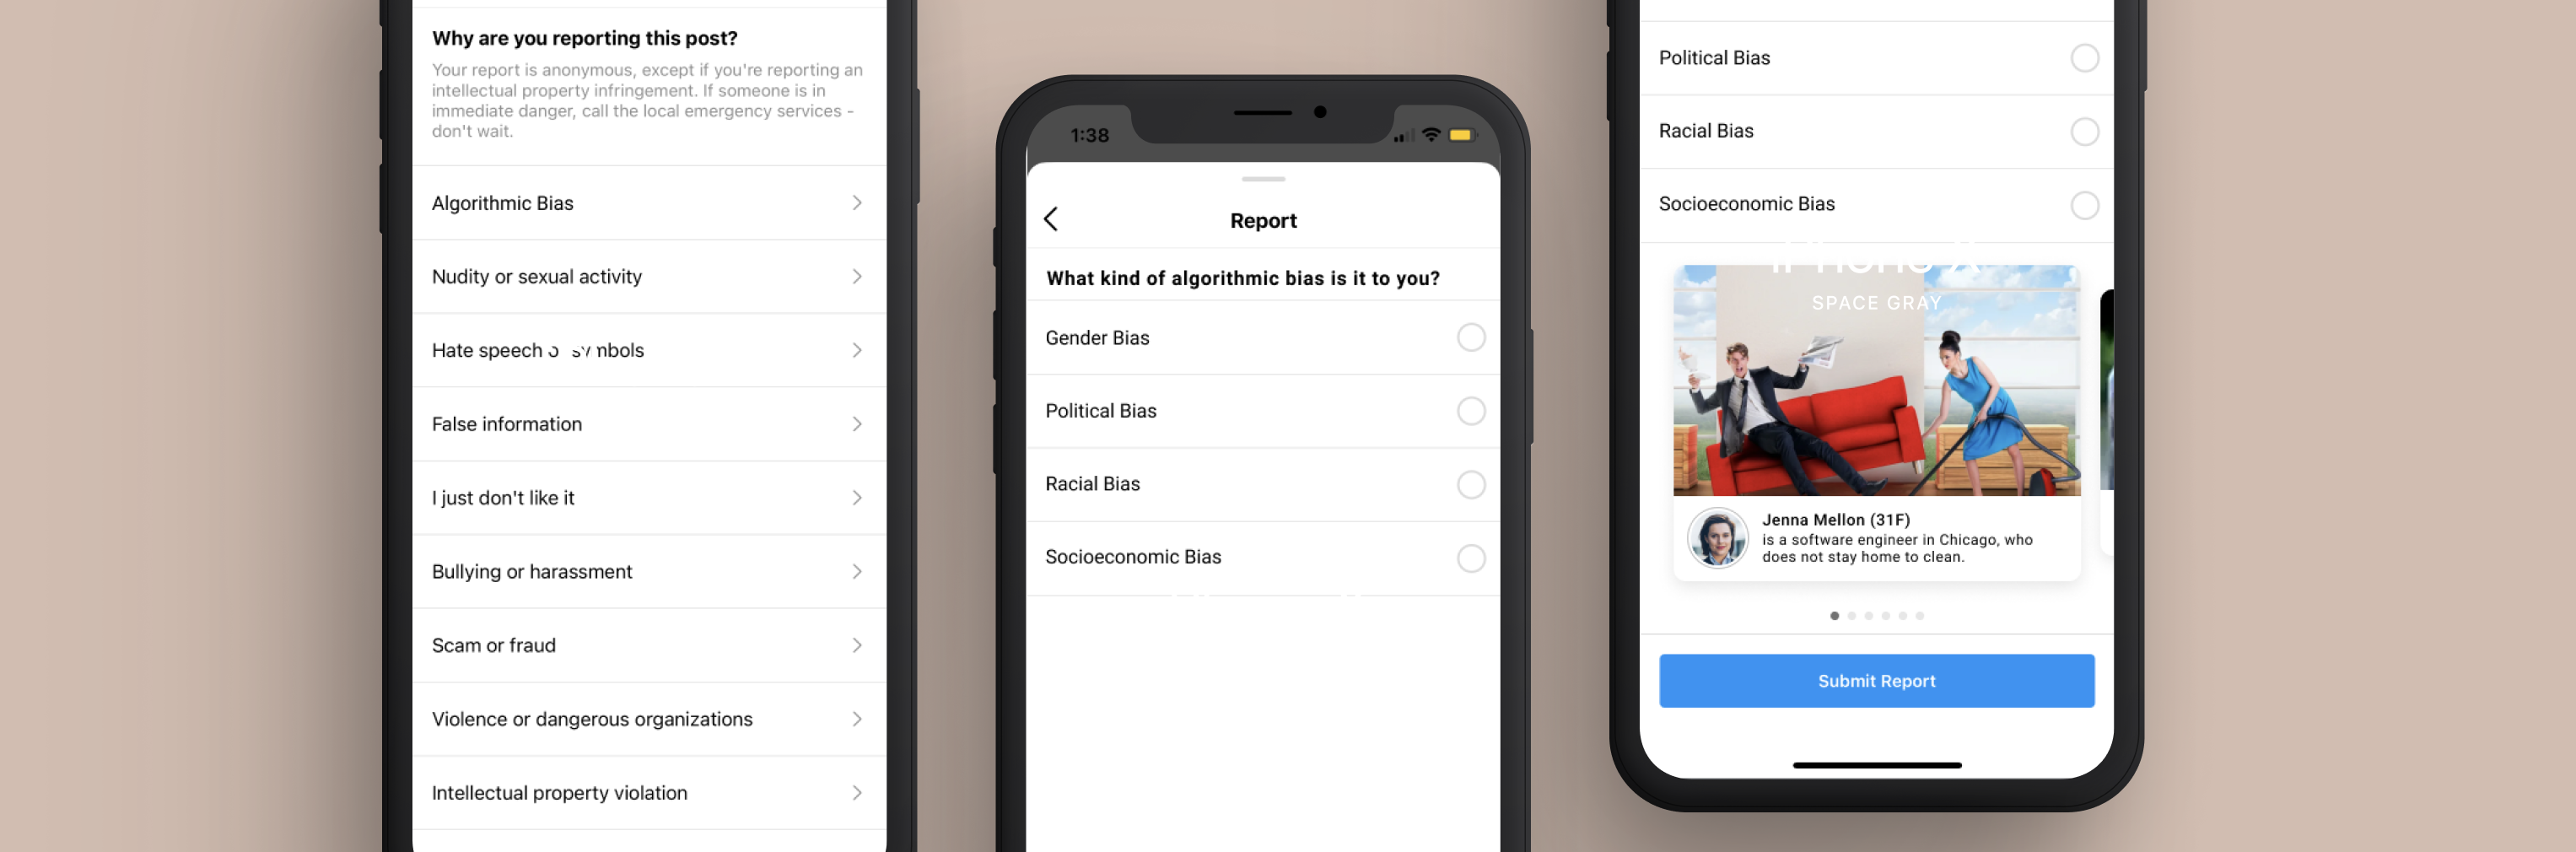 Why are you reporting this post?
Your report is anonymous, except if you're reporting an
intellectual property infringement. If someone is in
immediate danger, call the local emergency services -
don't wait.
Algorithmic Bias
Nudity or sexual activity
Hate speech
False information
I just don't like it
Bullying or harassment
Scam or fraud
Violence or dangerous organizations
Intellectual property violation
1:38
Report
What kind of algorithmic bias is it to you?
Gender Bias
Political Bias
Racial Bias
Socioeconomic Bias
Political Bias
Racial Bias
Socioeconomic Bias
iPhone X
SPACE GRAY
Jenna Mellon (31F)
is a software engineer in Chicago, who
does not stay home to clean.
Submit Report